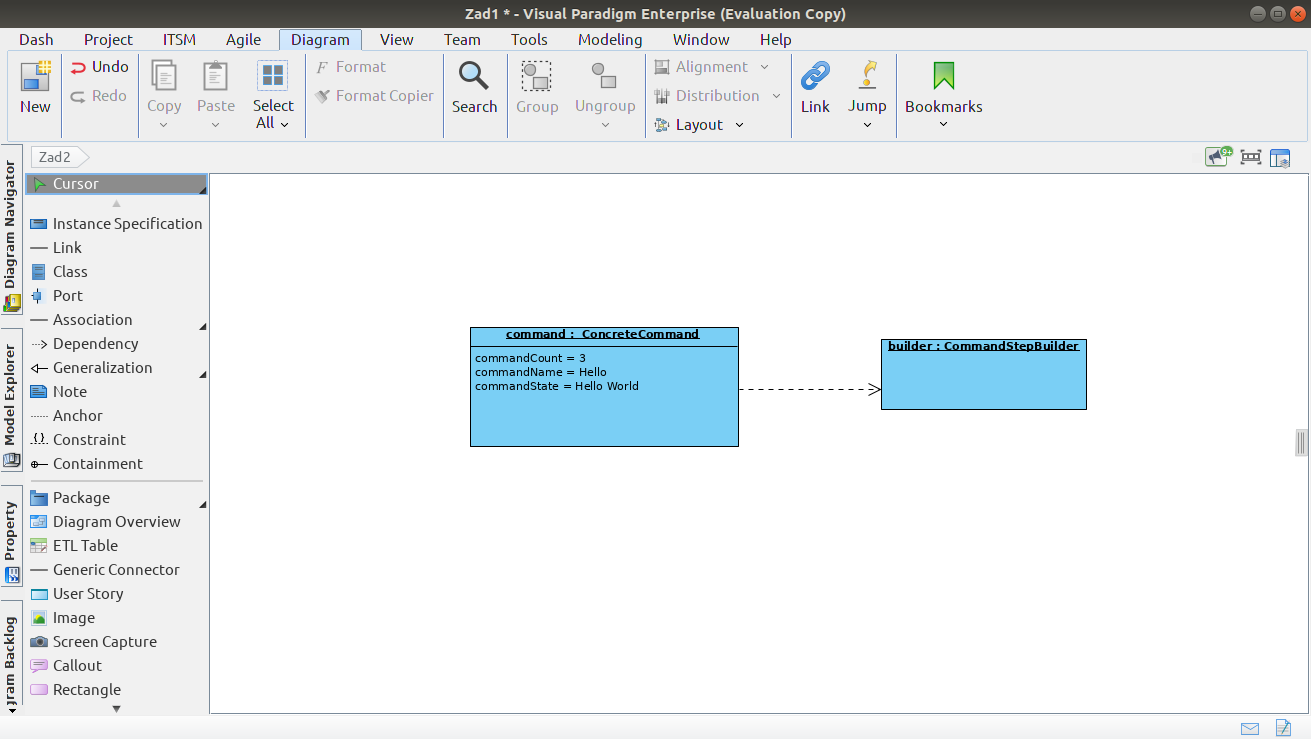 Zad1 * - Visual Paradigm Enterprise (Evaluation Copy)
Dash Project ITSM Agile Diagram View Team Tools Modeling Window Help
New
Undo
Redo
Copy
Paste
Select
All
Format
Format Copier
Search
Group
Ungroup
Alignment
Distribution
Layout
Link
Jump
Bookmarks
Zad2
9+
Diagram Navigator
Model Explorer
Property
gram Backlog
Cursor
Instance Specification
Link
Class
Port
Association
Dependency
Generalization
Note
Anchor
Constraint
Containment
Package
Diagram Overview
ETL Table
Generic Connector
User Story
Image
Screen Capture
Callout
Rectangle
command : ConcreteCommand
commandCount = 3
commandName = Hello
commandState = Hello World
builder : CommandStepBuilder